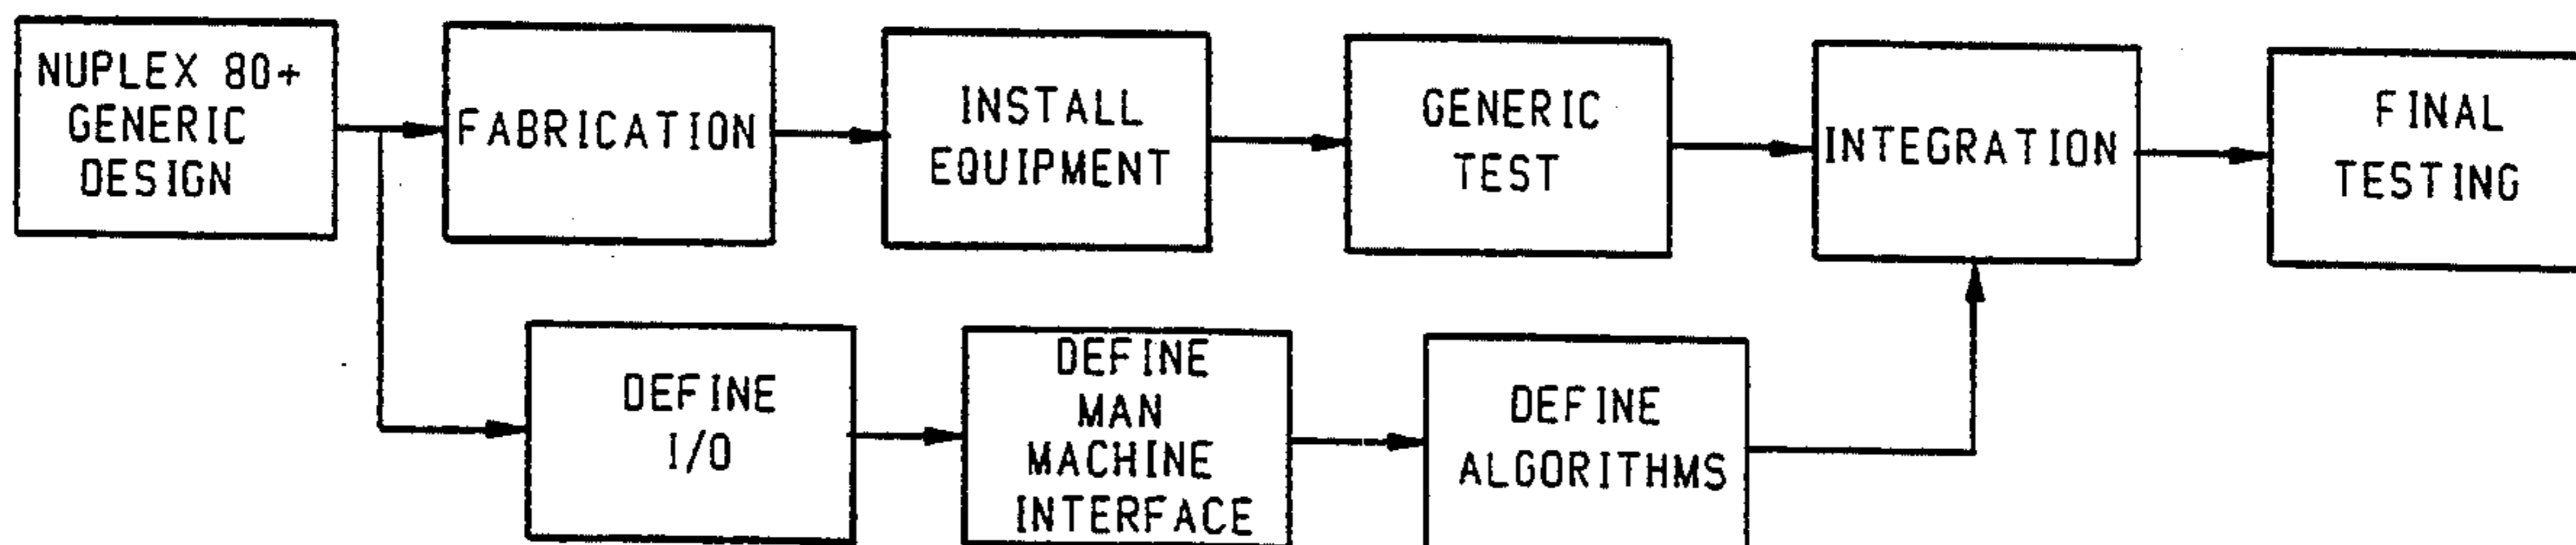 NUPLEX 80+
GENERIC
DESIGN
FABRICATION
INSTALL
EQUIPMENT
GENERIC
TEST
INTEGRATION
FINAL
TESTING
DEFINE
I/O
DEFINE
MAN
MACHINE
INTERFACE
DEFINE
ALGORITHMS